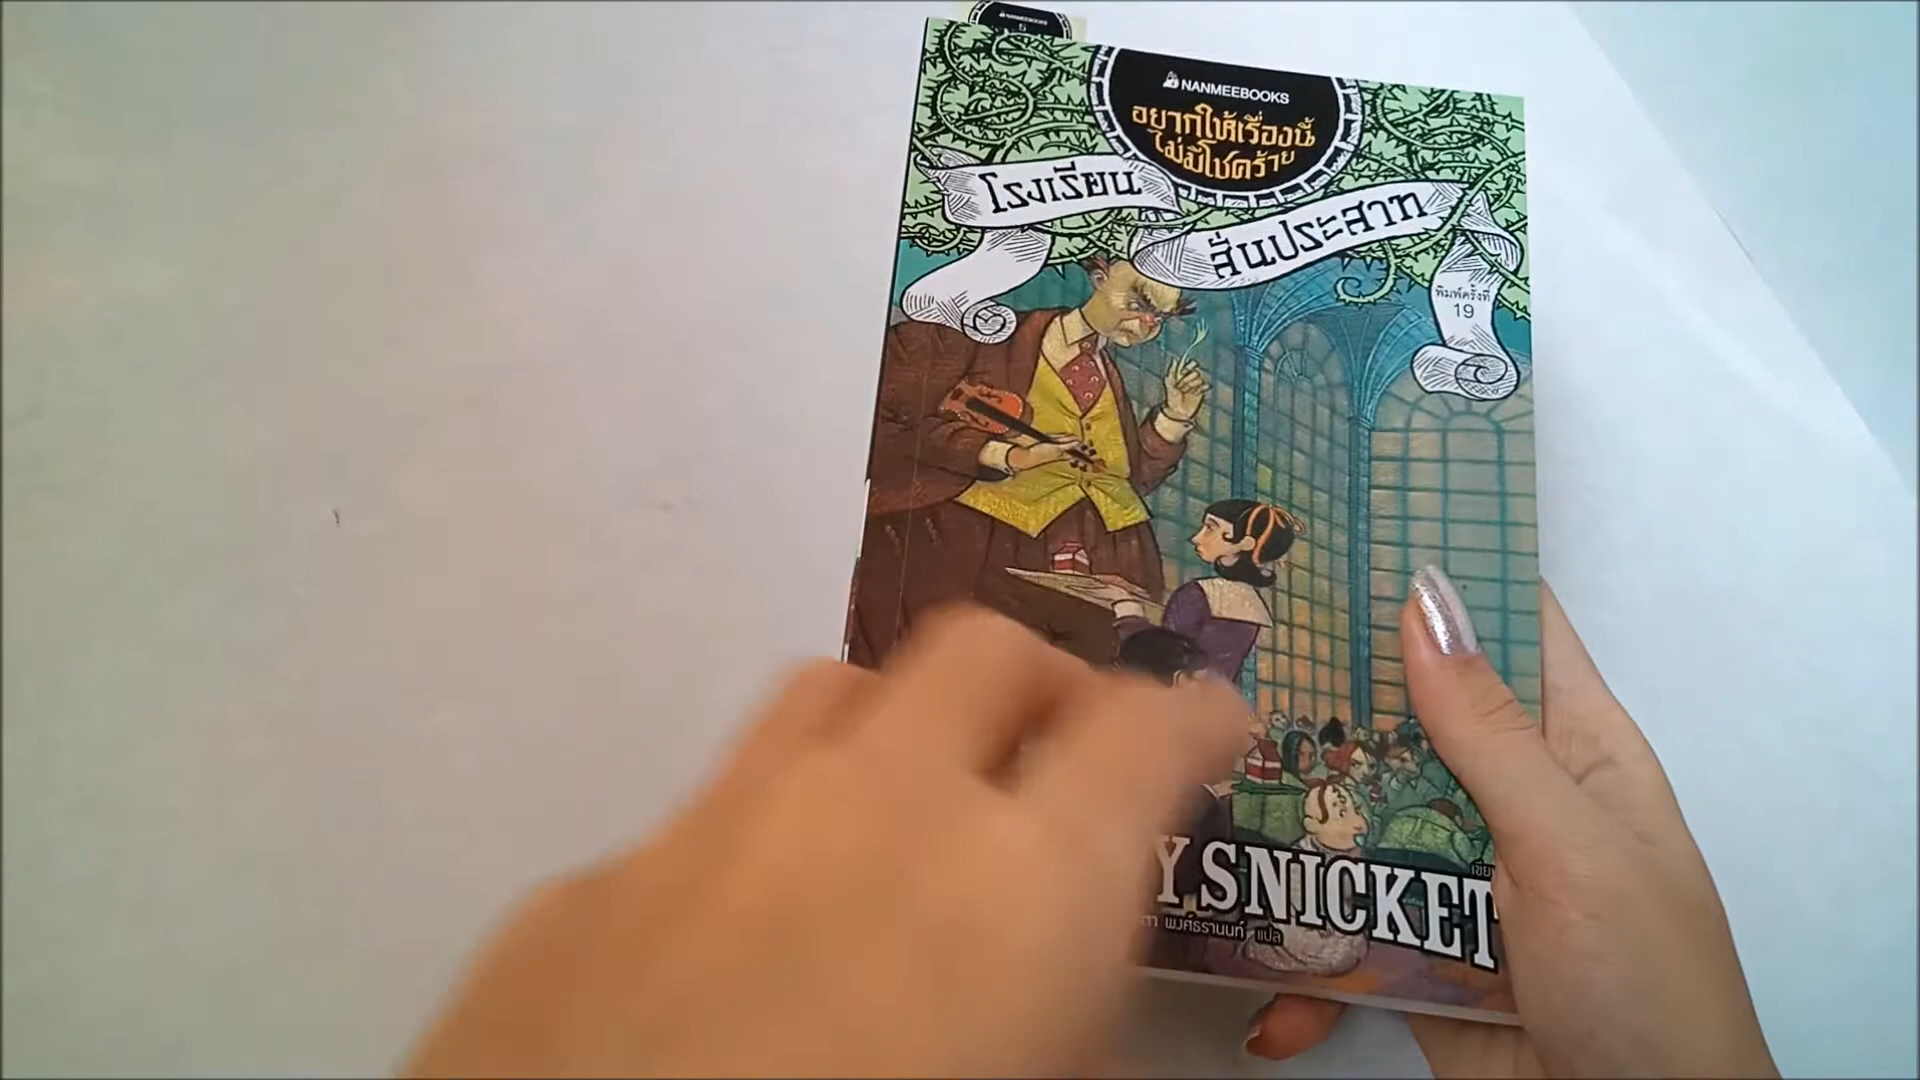 NANMEEBOOKS
5
NANMEEBOOKS
อยากให้เรื่องนี้
ไม่มีโชคร้าย
โรงเรียน
สั่นประสาท
พิมพ์ครั้งที่
19
SNICKET
พงศ์ธรานนท์ แปล